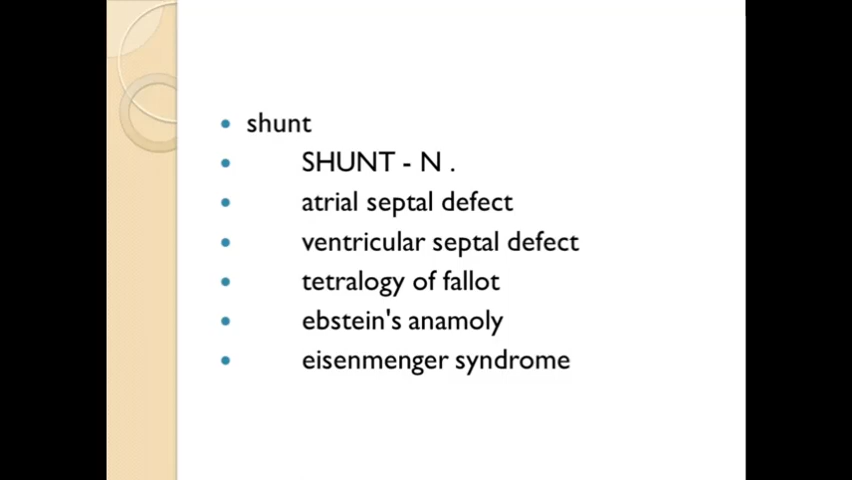 shunt
SHUNT - N .
atrial septal defect
ventricular septal defect
tetralogy of fallot
ebstein's anamoly
eisenmenger syndrome